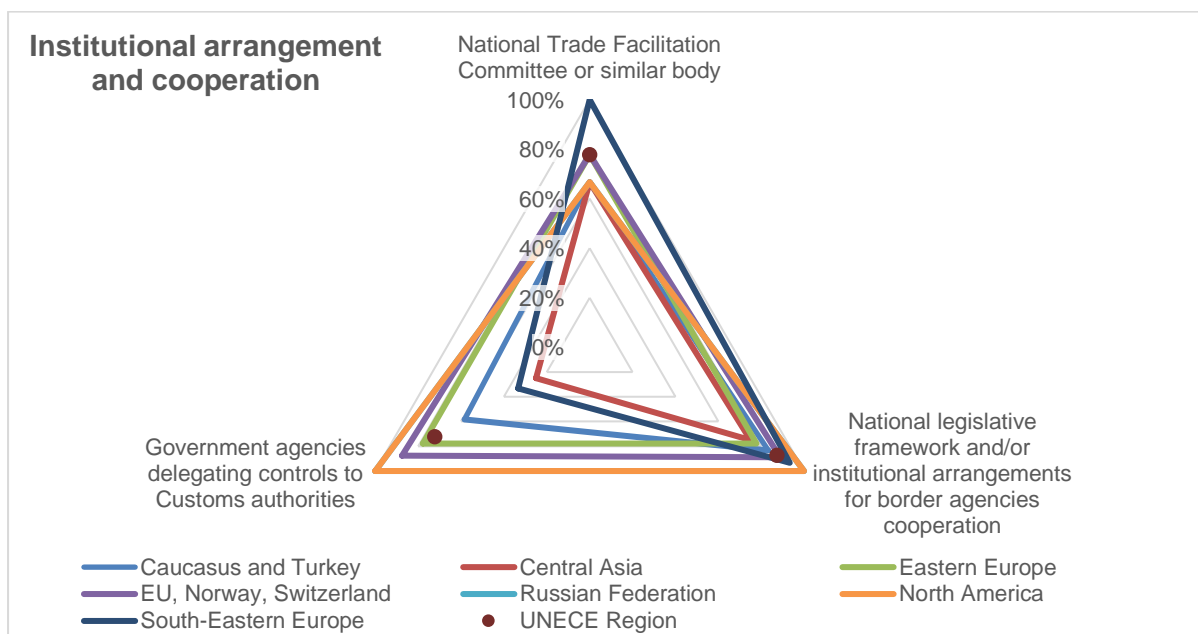 Institutional arrangement
and cooperation
National Trade Facilitation
Committee or similar body
100%
80%
60%
40%
20%
0%
Government agencies
delegating controls to
Customs authorities
National legislative
framework and/or
institutional arrangements
for border agencies
cooperation
Caucasus and Turkey
Central Asia
Eastern Europe
EU, Norway, Switzerland
Russian Federation
North America
South-Eastern Europe
UNECE Region